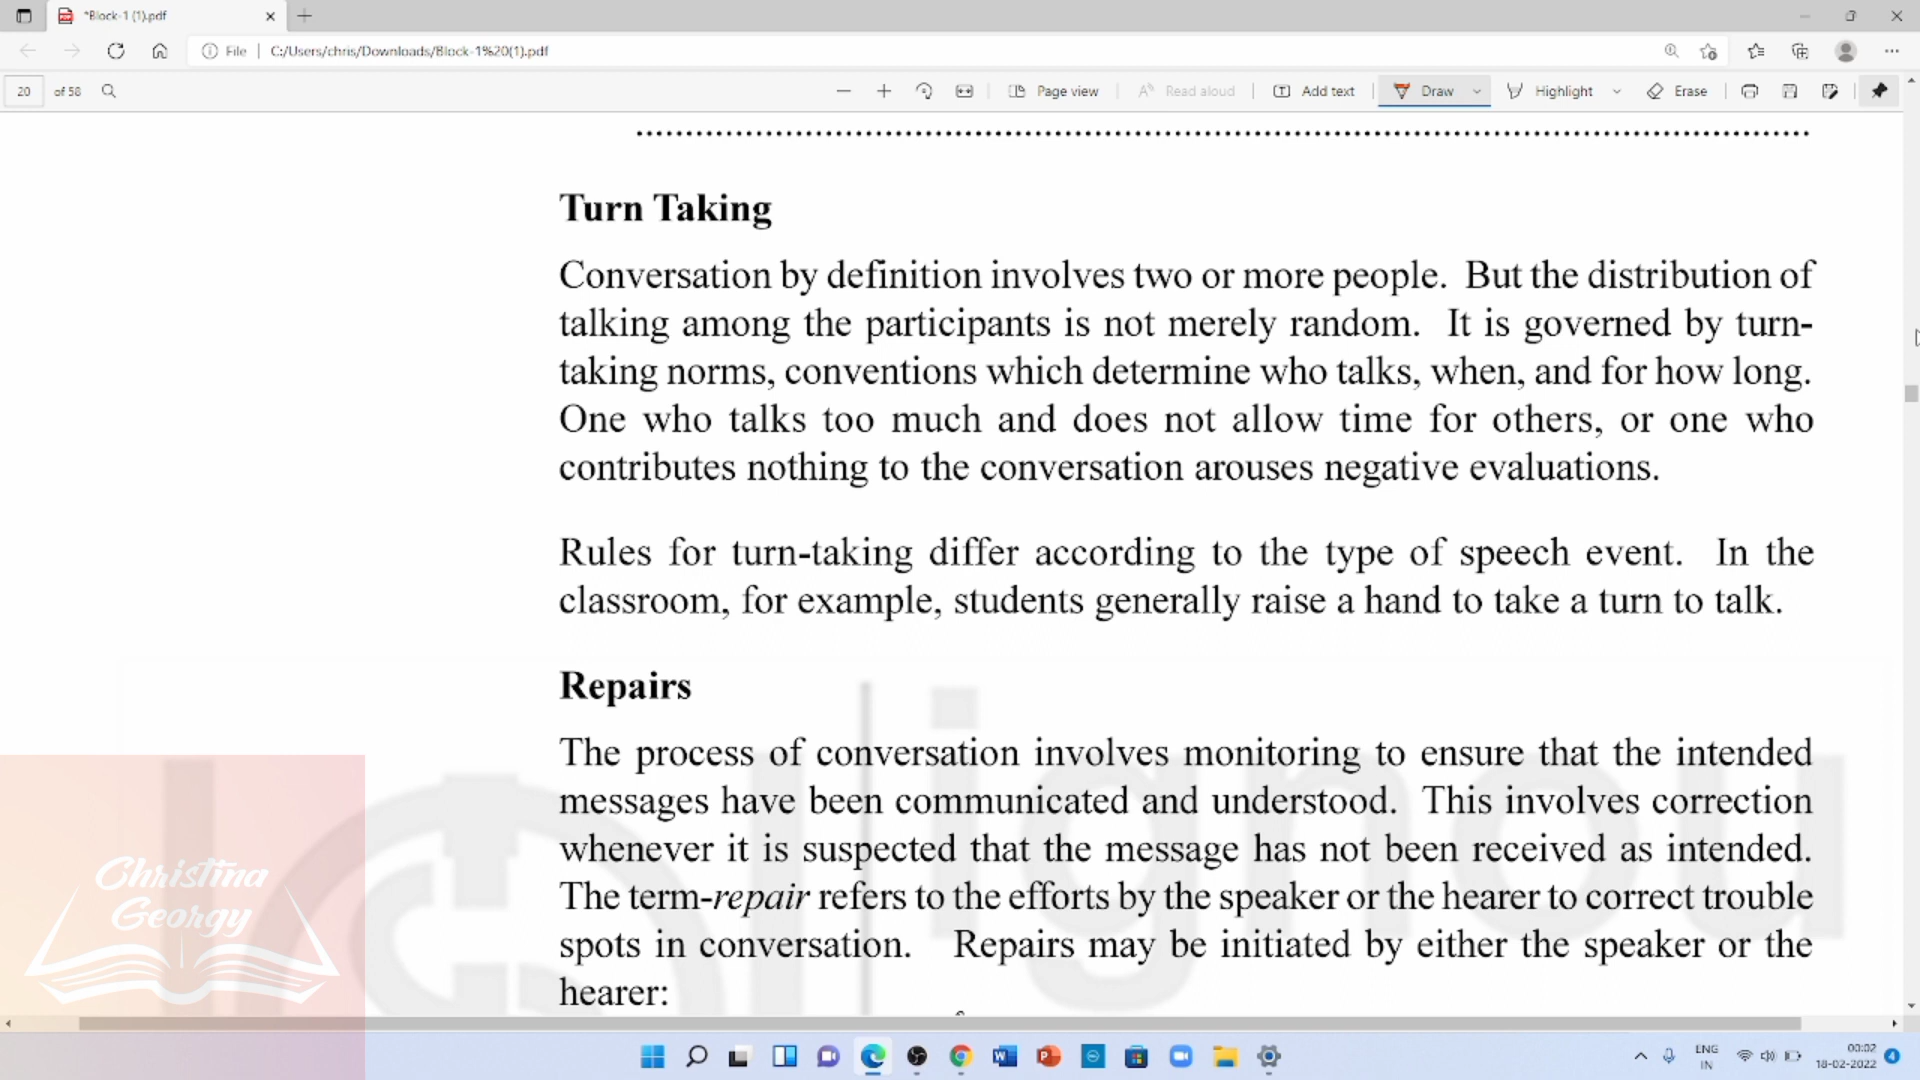 *Block-1 (1).pdf
File
C:/Users/chris/Downloads/Block-1%20(1).pdf
20 of 58
Page view
Read aloud
Add text
Draw
Highlight
Erase
Turn Taking
Conversation by definition involves two or more people. But the distribution of
talking among the participants is not merely random. It is governed by turn-
taking norms, conventions which determine who talks, when, and for how long.
One who talks too much and does not allow time for others, or one who
contributes nothing to the conversation arouses negative evaluations.
Rules for turn-taking differ according to the type of speech event. In the
classroom, for example, students generally raise a hand to take a turn to talk.
Repairs
The process of conversation involves monitoring to ensure that the intended
messages have been communicated and understood. This involves correction
whenever it is suspected that the message has not been received as intended.
The term-repair refers to the efforts by the speaker or the hearer to correct trouble
spots in conversation. Repairs may be initiated by either the speaker or the
hearer:
ignou
Christina
Georgy
ENG
IN
00:02
18-02-2022
4